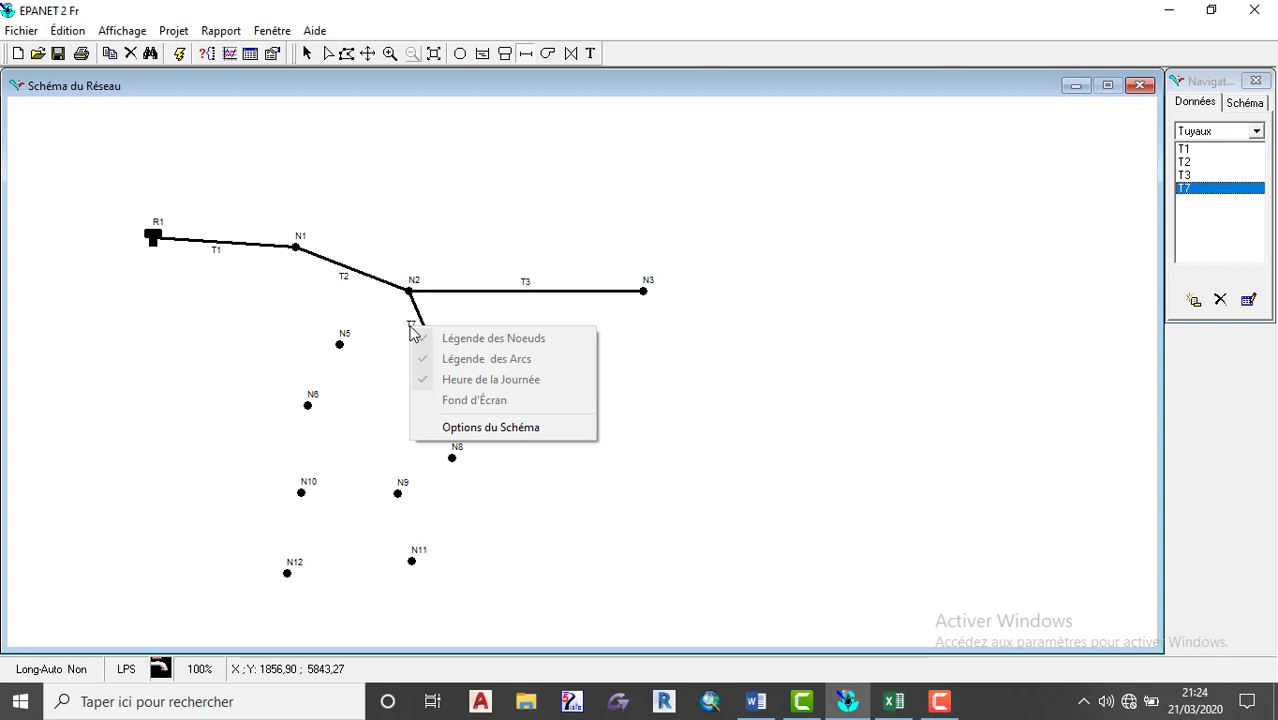 EPANET 2 Fr
Fichier Édition Affichage Projet Rapport Fenêtre Aide
Schéma du Réseau
Navigat...
Données Schéma
Tuyaux
T1
T2
T3
T7
R1
N1
T1
T2
N2
T3
N3
T7
N5
Légende des Noeuds
Légende des Arcs
Heure de la Journée
Fond d'Écran
Options du Schéma
N6
N8
N10
N9
N11
N12
Activer Windows
Accédez aux paramètres pour activer Windows.
Long-Auto Non LPS 100% X ;Y: 1856,90 ; 5843,27
Taper ici pour rechercher
21:24
21/03/2020